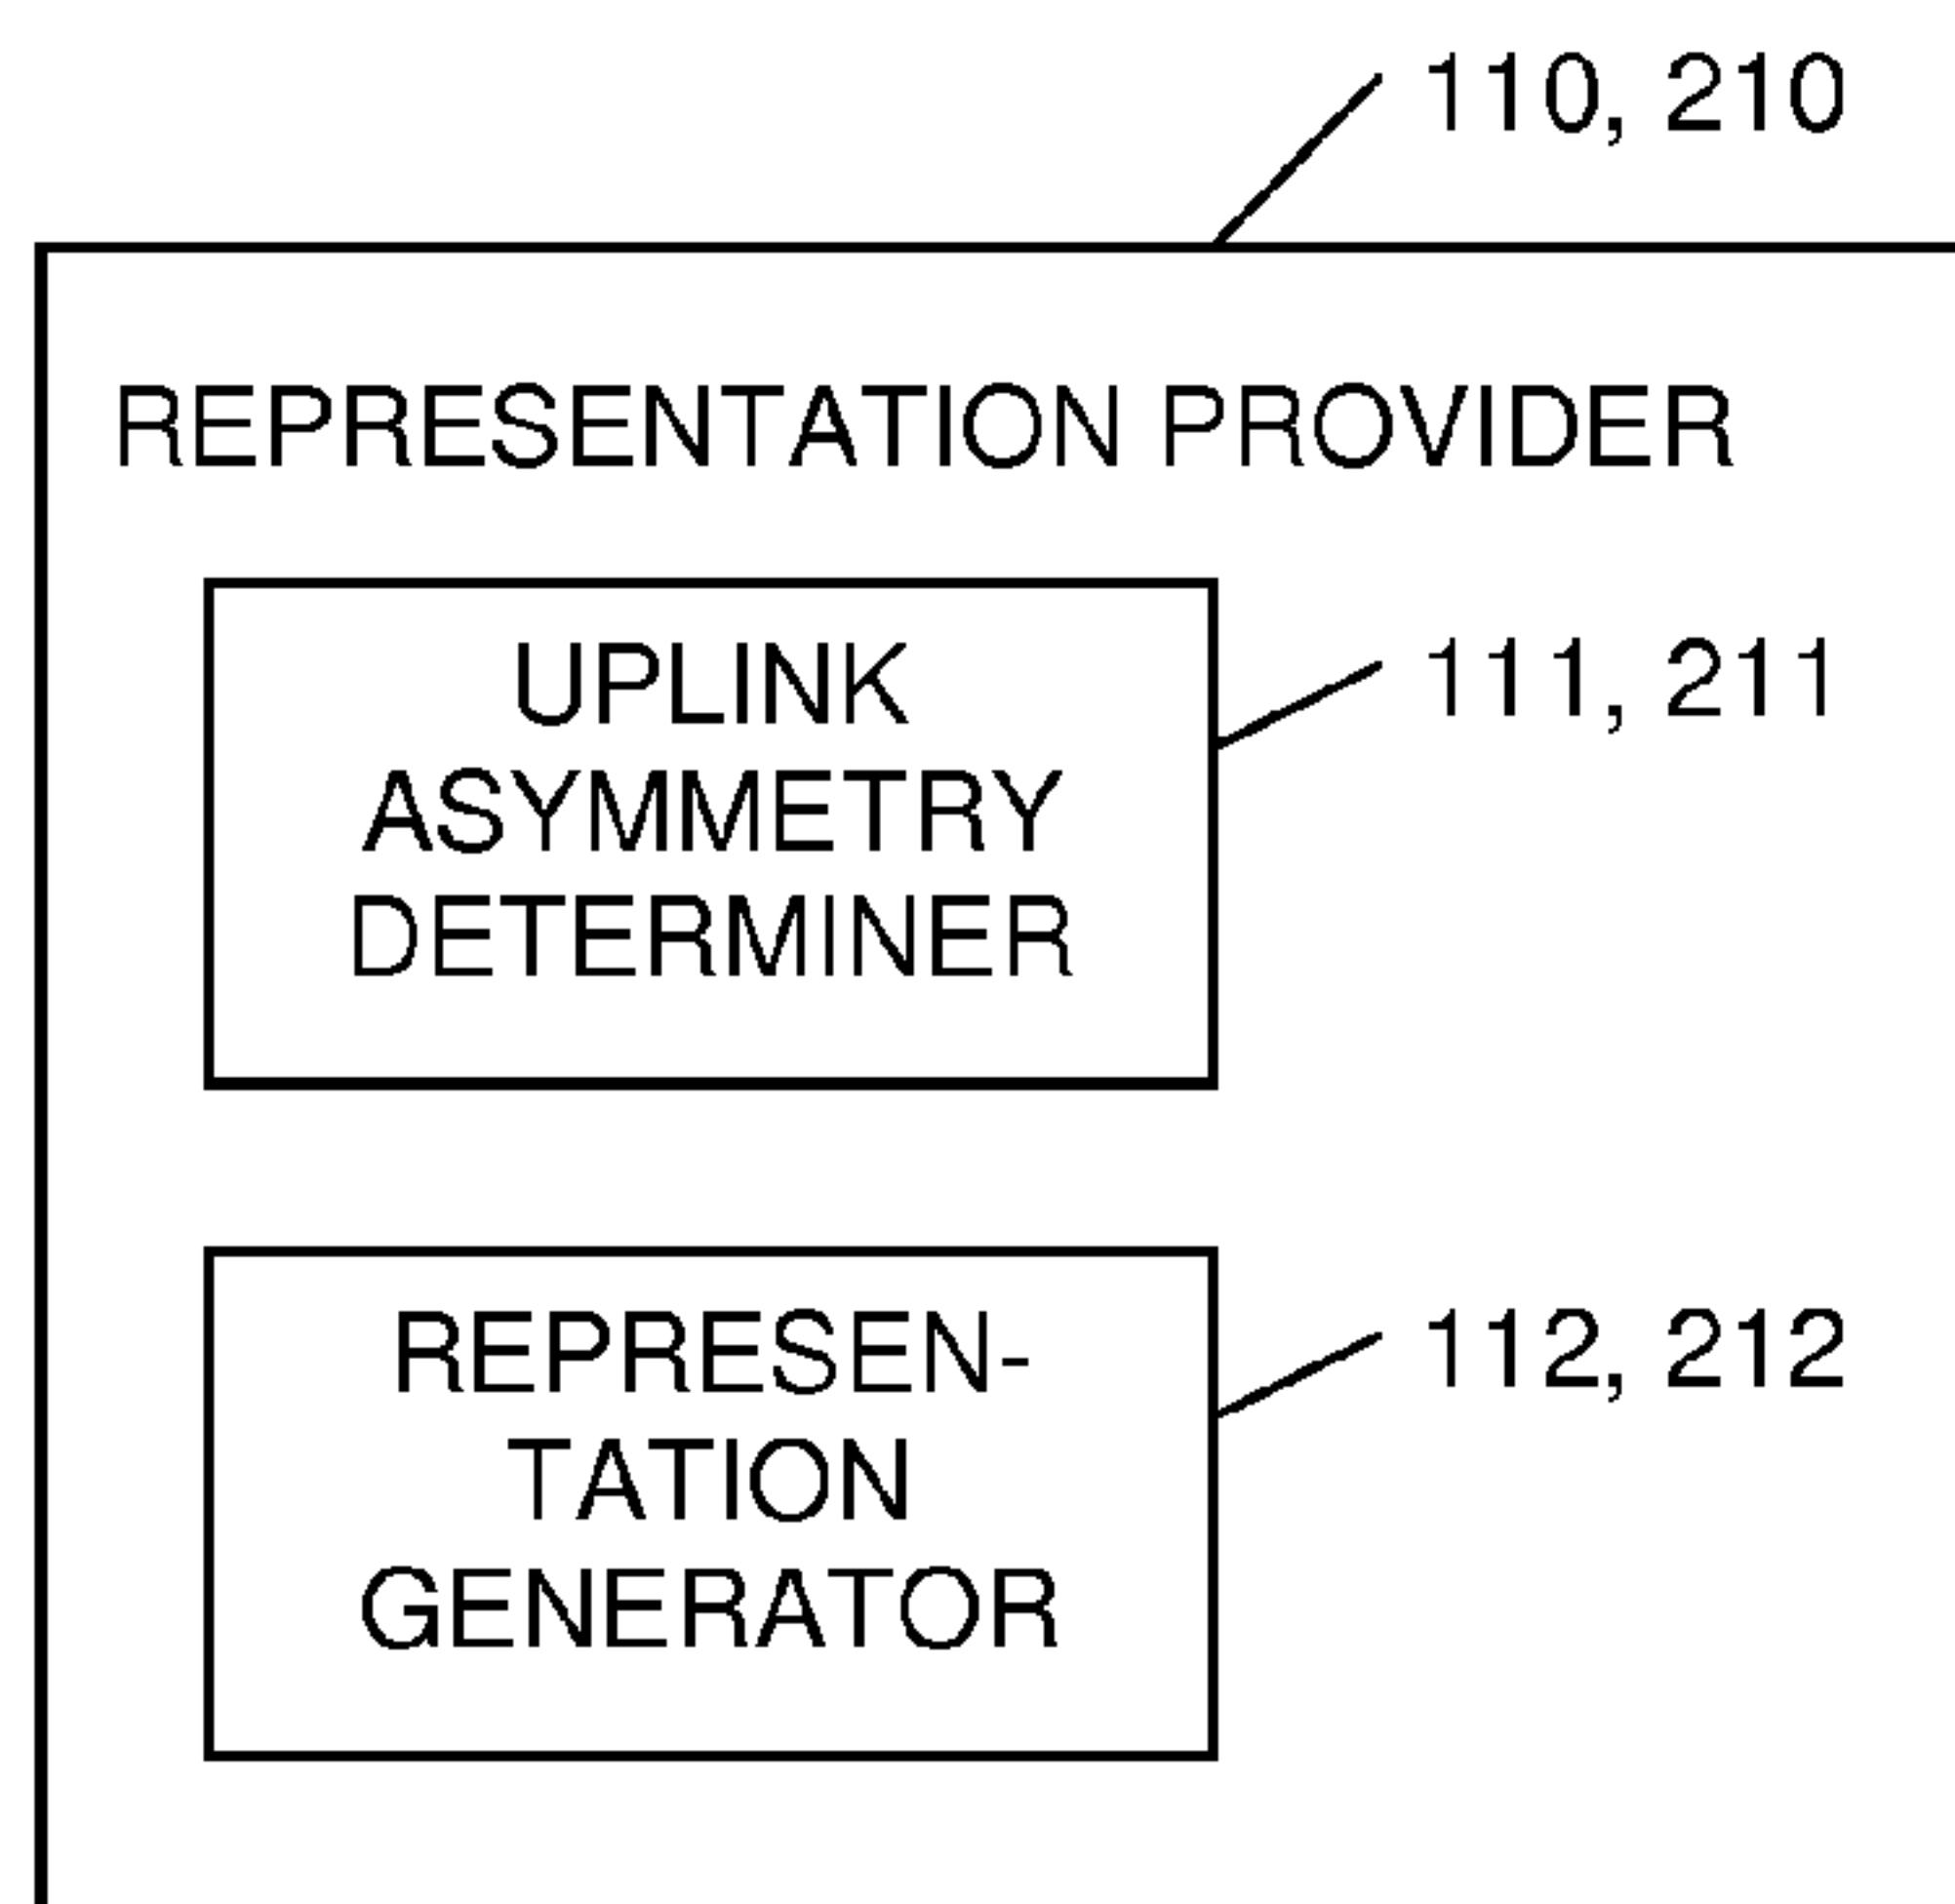 110, 210
REPRESENTATION PROVIDER
UPLINK
ASYMMETRY
DETERMINER
111, 211
REPRESEN-
TATION
GENERATOR
112, 212